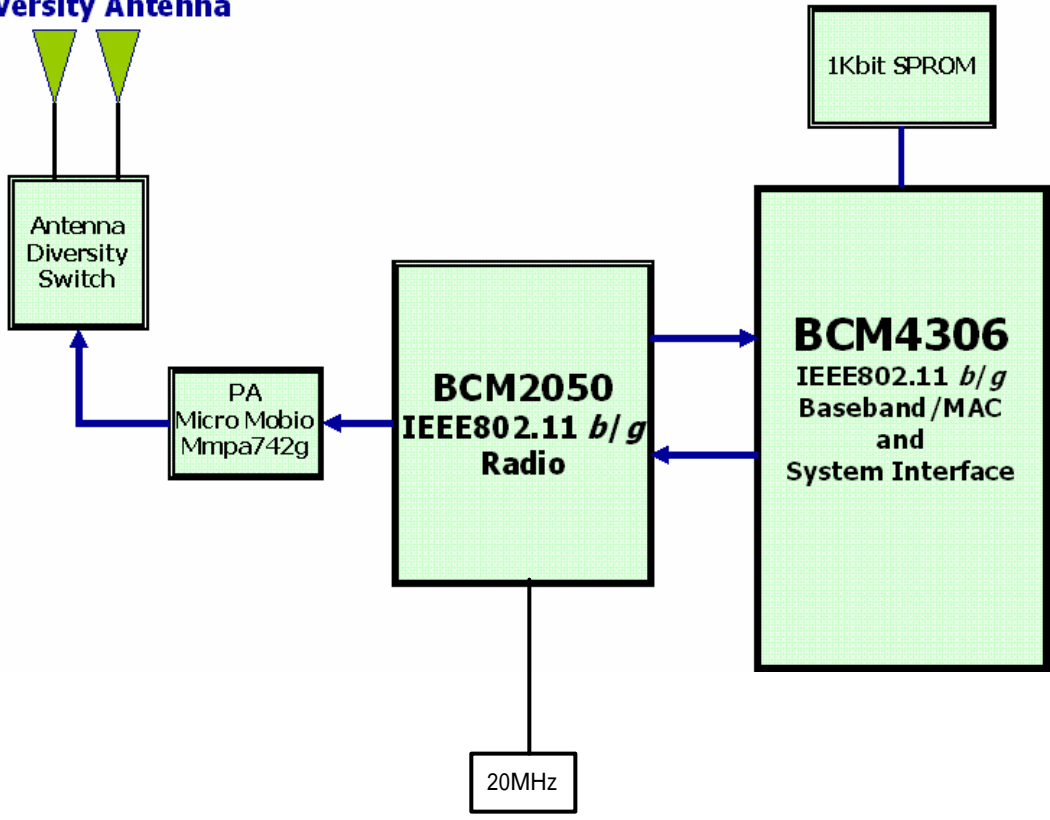 versity Antenna
1Kbit SPROM
Antenna
Diversity
Switch
PA
Micro Mobio
Mmpa742g
BCM2050
IEEE802.11 b/g
Radio
BCM4306
IEEE802.11 b/g
Baseband/MAC
and
System Interface
20MHz